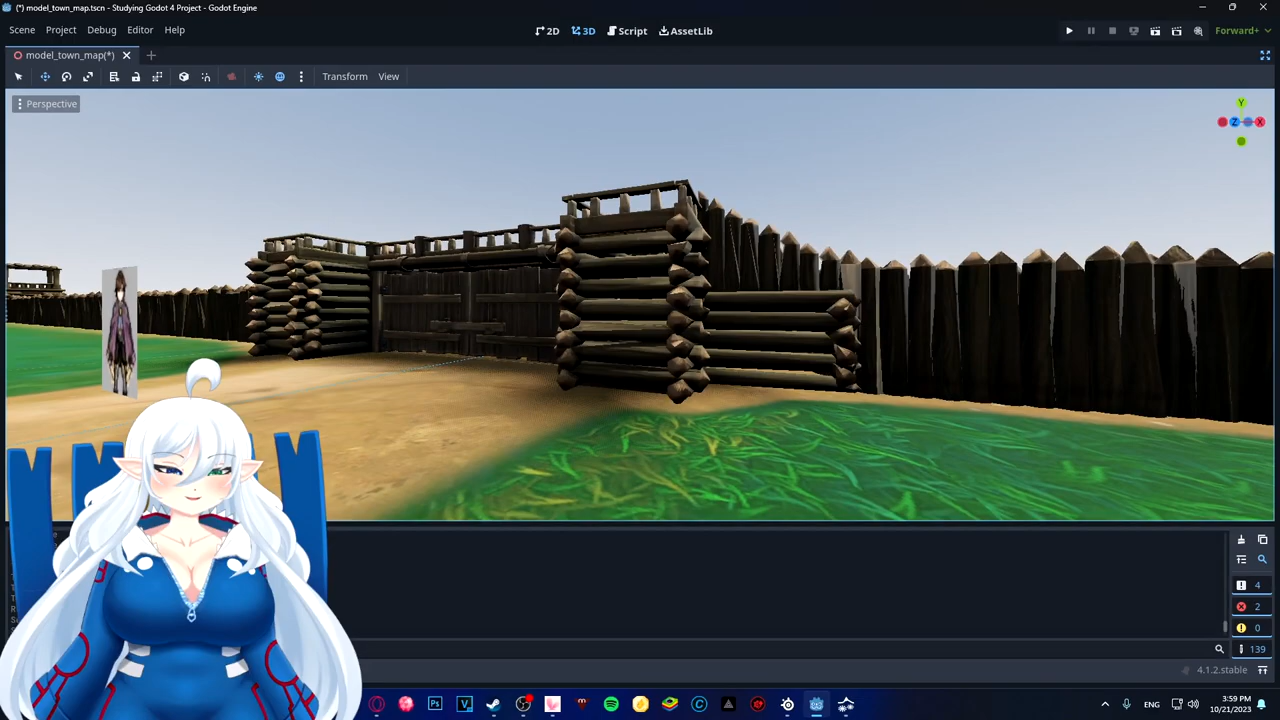 (*) model_town_map.tscn - Studying Godot 4 Project - Godot Engine
Scene Project Debug Editor Help
2D 3D Script AssetLib
Forward+
model_town_map(*)
Transform View
Perspective
Y
Z X
4
2
0
139
4.1.2.stable
ENG
3:59 PM
10/21/2023